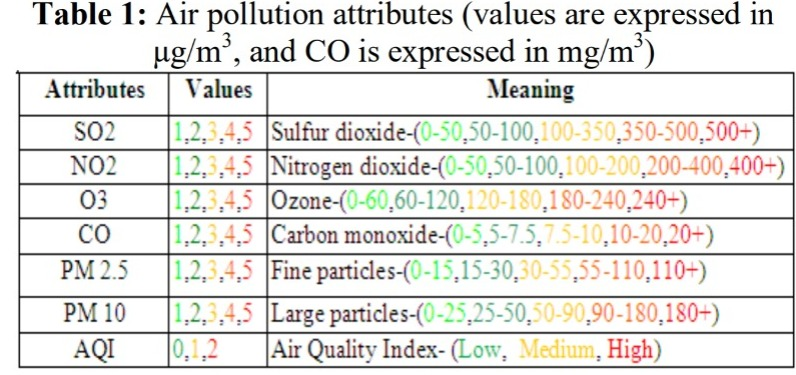 Table 1: Air pollution attributes (values are expressed in
µg/m³, and CO is expressed in mg/m³)
Attributes Values Meaning
SO2 1,2,3,4,5 Sulfur dioxide-(0-50,50-100,100-350,350-500,500+)
NO2 1,2,3,4,5 Nitrogen dioxide-(0-50,50-100,100-200,200-400,400+)
O3 1,2,3,4,5 Ozone-(0-60,60-120,120-180,180-240,240+)
CO 1,2,3,4,5 Carbon monoxide-(0-5,5-7.5,7.5-10,10-20,20+)
PM 2.5 1,2,3,4,5 Fine particles-(0-15,15-30,30-55,55-110,110+)
PM 10 1,2,3,4,5 Large particles-(0-25,25-50,50-90,90-180,180+)
AQI 0,1,2 Air Quality Index- (Low, Medium, High)